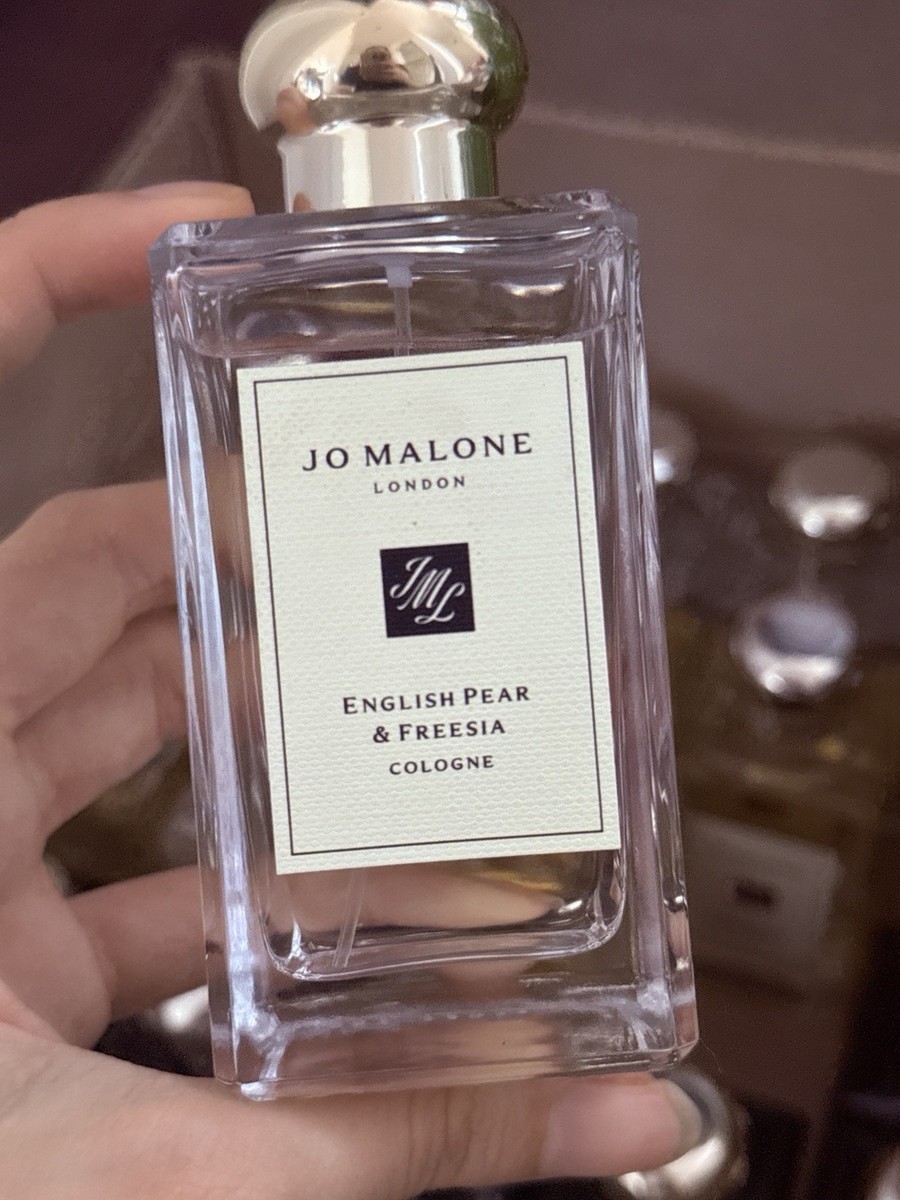 JO MALONE
LONDON
JML
ENGLISH PEAR
& FREESIA
COLOGNE